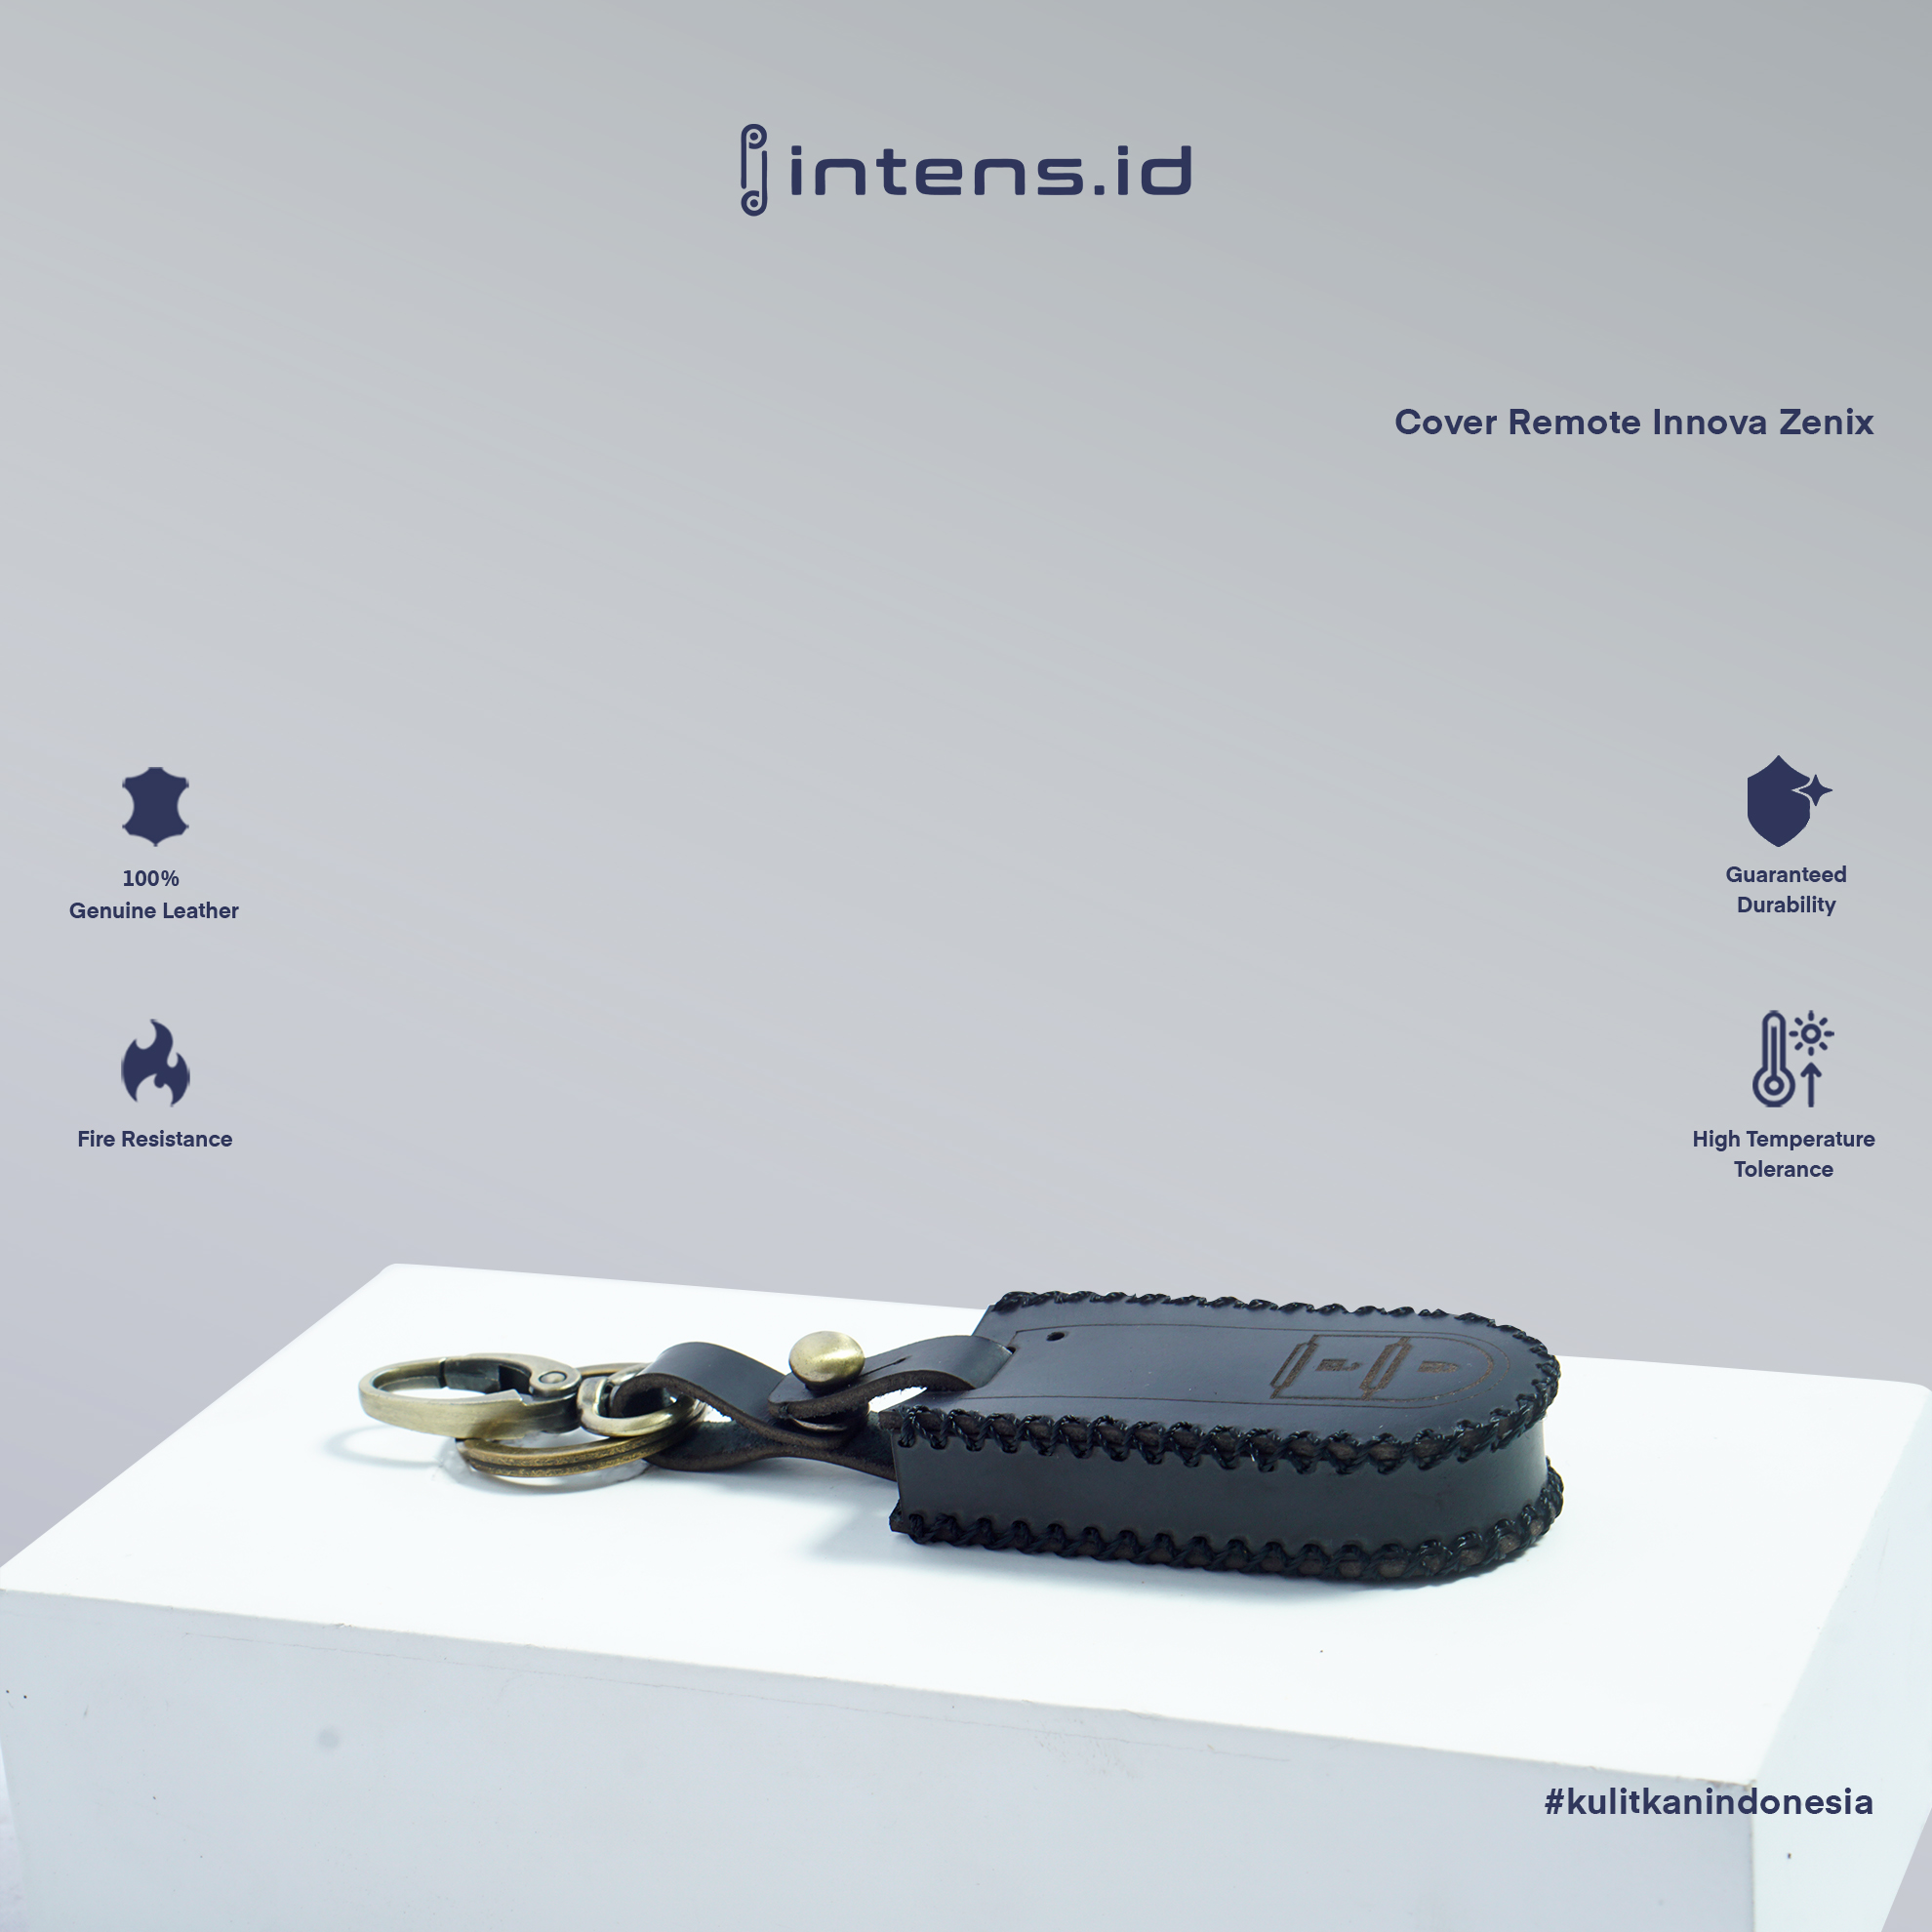 intens.id
Cover Remote Innova Zenix
100%
Genuine Leather
Guaranteed
Durability
Fire Resistance
High Temperature
Tolerance
#kulitkanindonesia